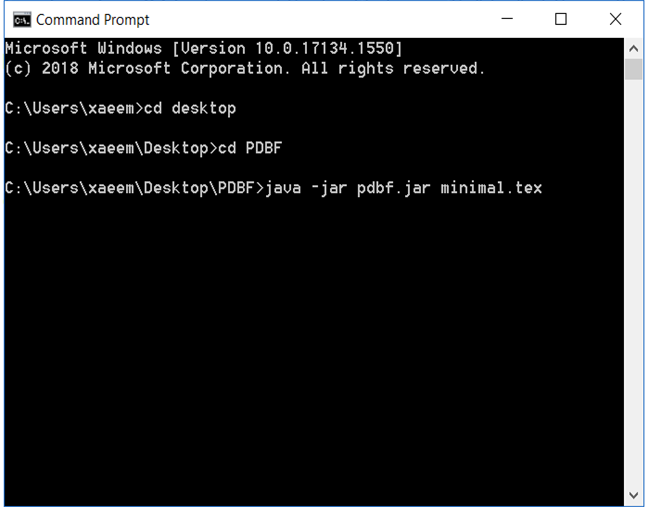 Command Prompt
Microsoft Windows [Version 10.0.17134.1550]
(c) 2018 Microsoft Corporation. All rights reserved.
C:\Users\xaeem>cd desktop
C:\Users\xaeem\Desktop>cd PDBF
C:\Users\xaeem\Desktop\PDBF>java -jar pdbf.jar minimal.tex